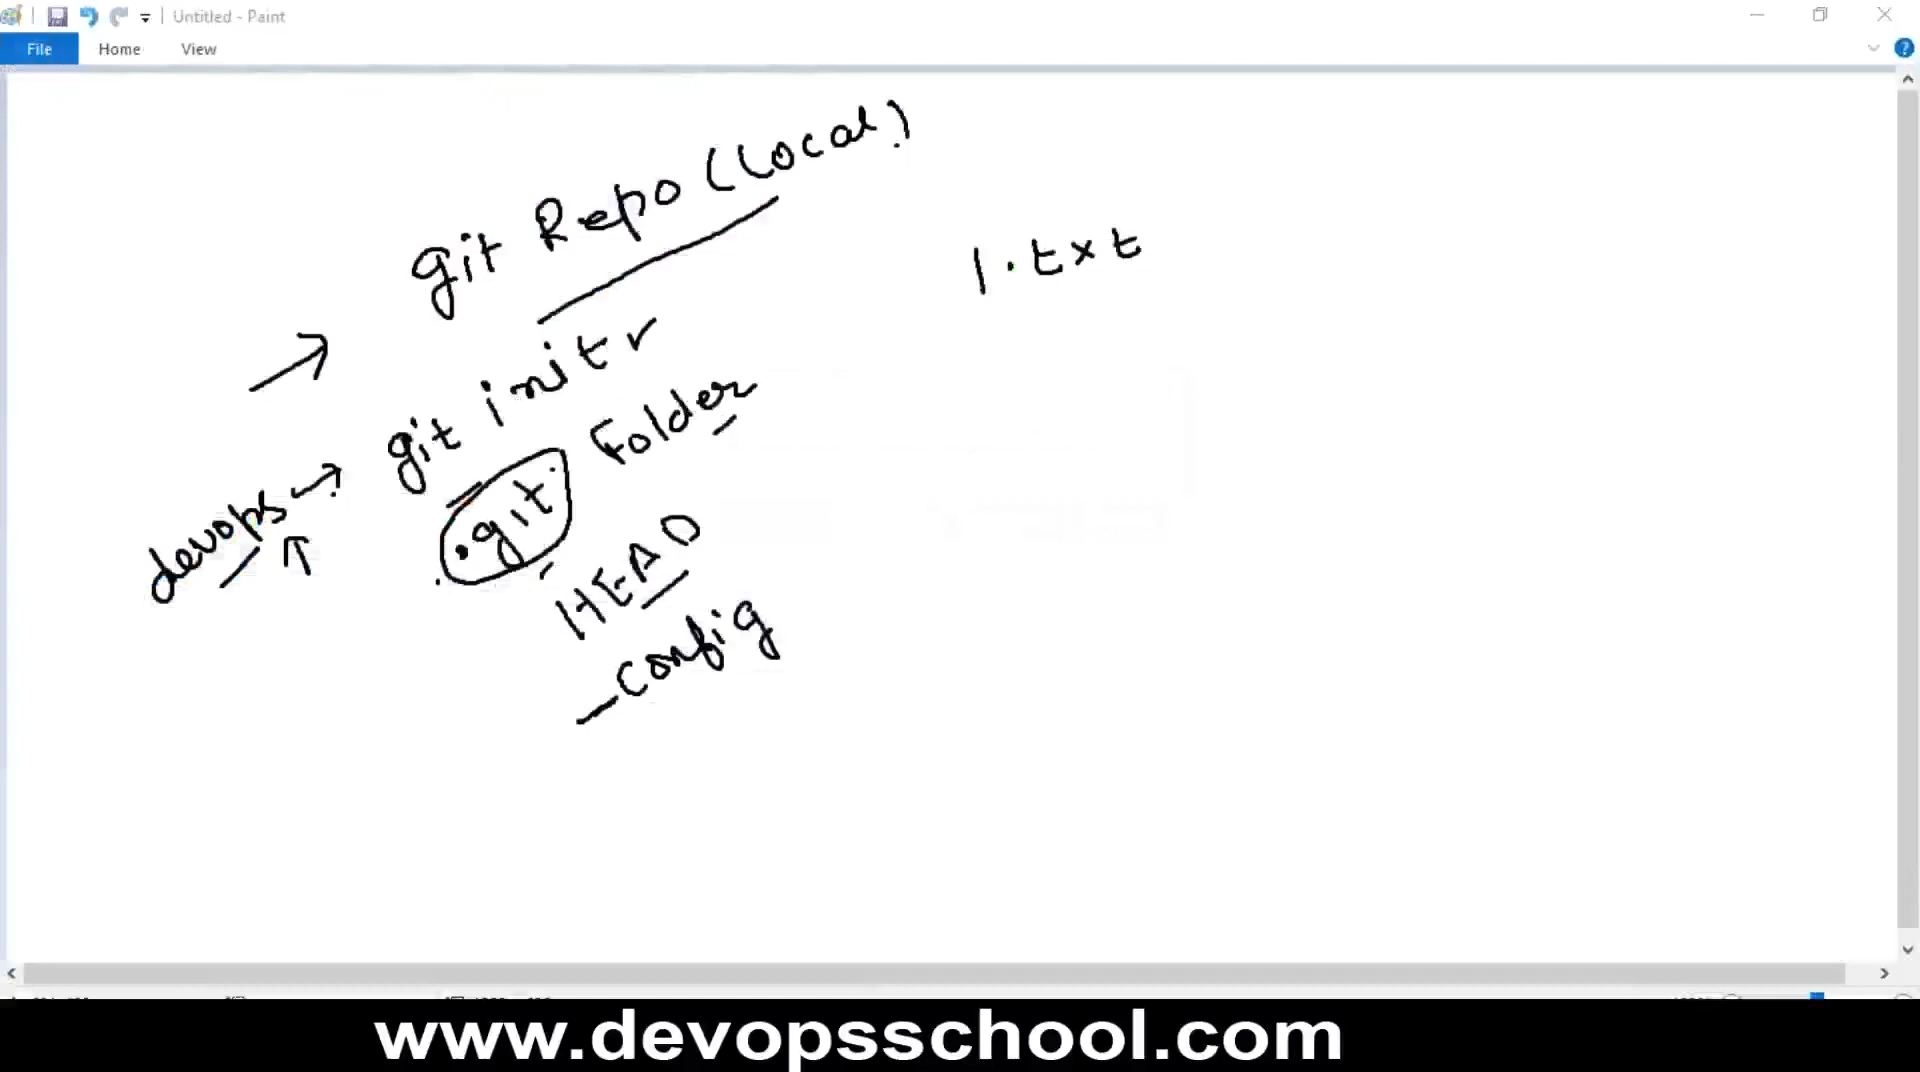 Untitled - Paint
File Home View
git Repo (Local)
1.txt
git init
devops
.git Folder
HEAD
config
www.devopsschool.com